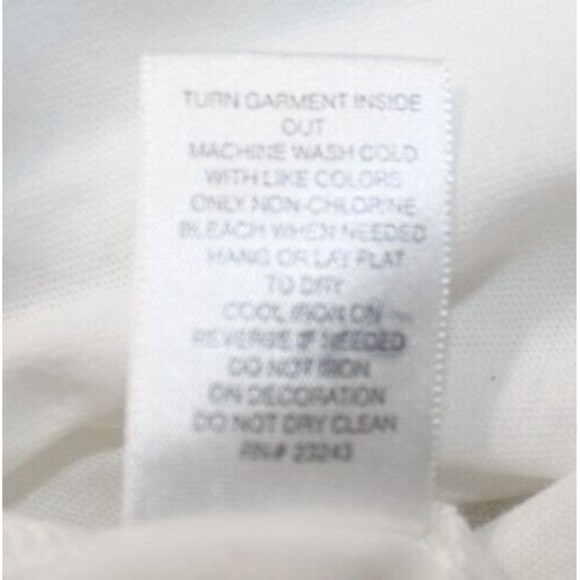 TURN GARMENT INSIDE
OUT
MACHINE WASH COLD
WITH LIKE COLORS
ONLY NON-CHLORINE
BLEACH WHEN NEEDED
HANG OR LAY FLAT
TO DRY
COOL IRON ON
REVERSE IF NEEDED
DO NOT IRON
ON DECORATION
DO NOT DRY CLEAN
RN# 23243